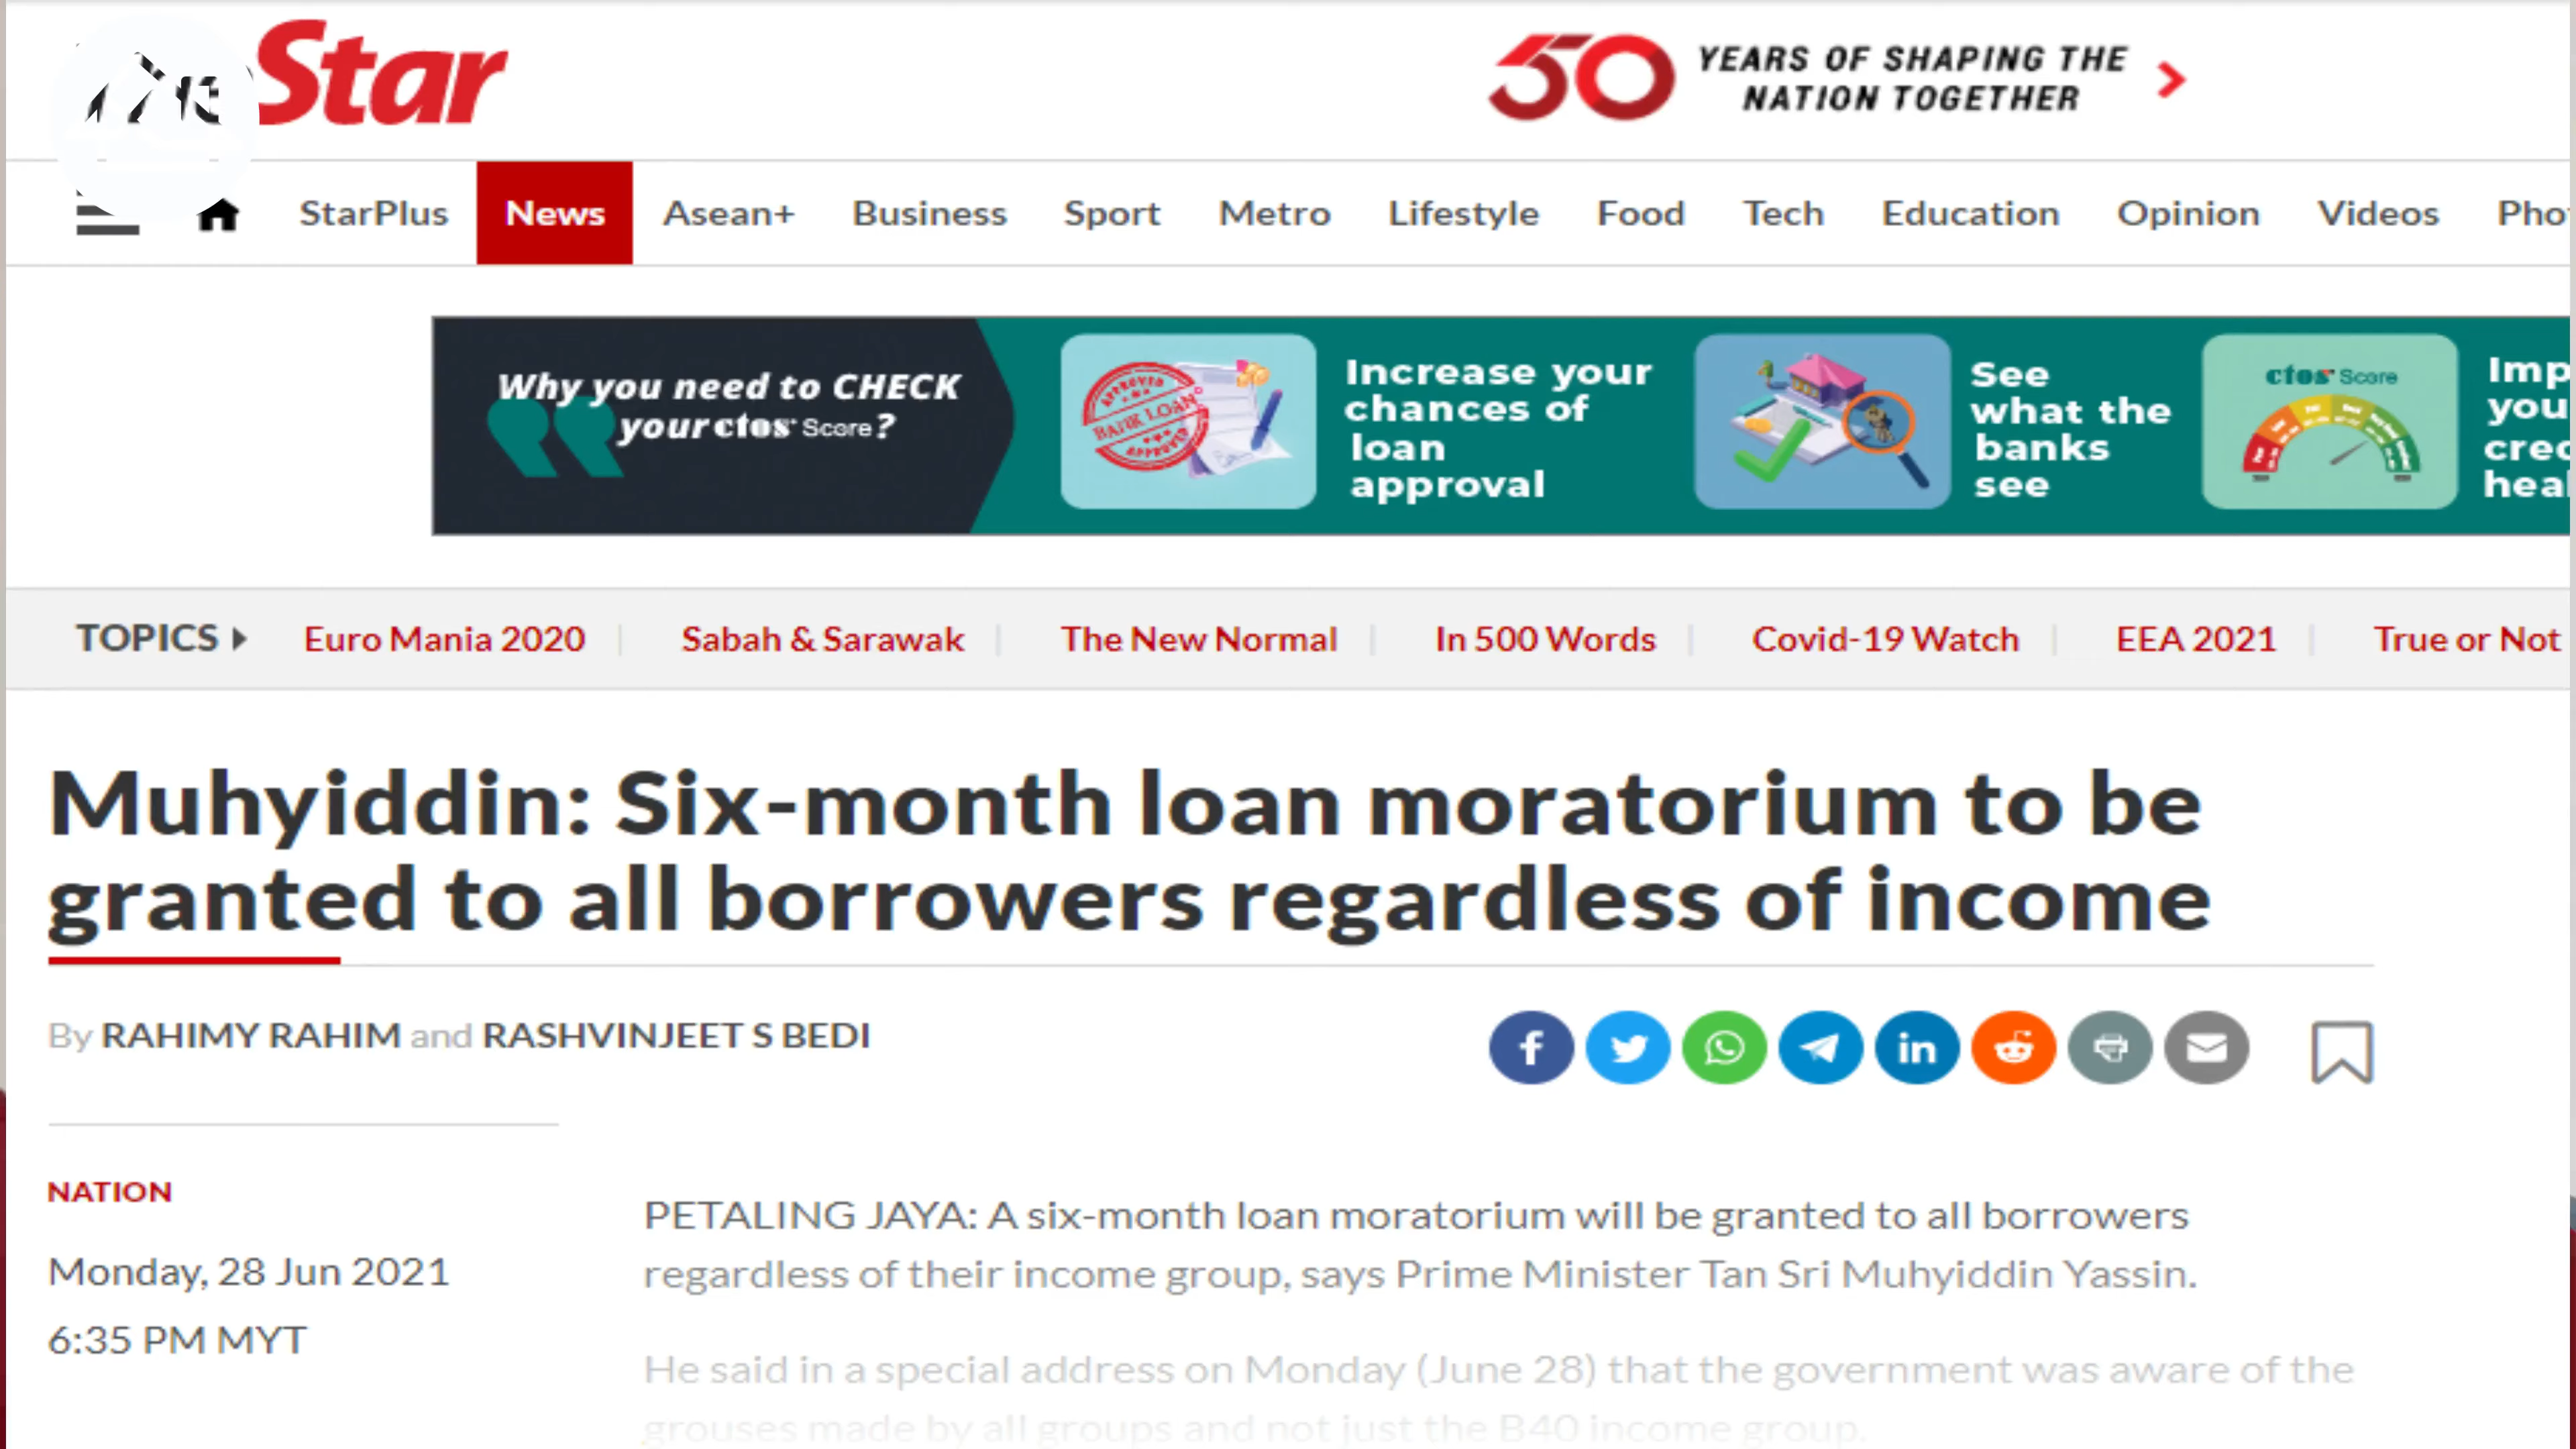 The Star
50 YEARS OF SHAPING THE
NATION TOGETHER
StarPlus News Asean+ Business Sport Metro Lifestyle Food Tech Education Opinion Videos
Why you need to CHECK
your ctos Score?
APPROVED
BANK LOAN
APPROVED
Increase your
chances of
loan
approval
See
what the
banks
see
ctos Score
TOPICS Euro Mania 2020 Sabah & Sarawak The New Normal In 500 Words Covid-19 Watch EEA 2021 True or Not
Muhyiddin: Six-month loan moratorium to be
granted to all borrowers regardless of income
By RAHIMY RAHIM and RASHVINJEET S BEDI
NATION
Monday, 28 Jun 2021
6:35 PM MYT
PETALING JAYA: A six-month loan moratorium will be granted to all borrowers
regardless of their income group, says Prime Minister Tan Sri Muhyiddin Yassin.
He said in a special address on Monday (June 28) that the government was aware of the
grouses made by all groups and not just the B40 income group.